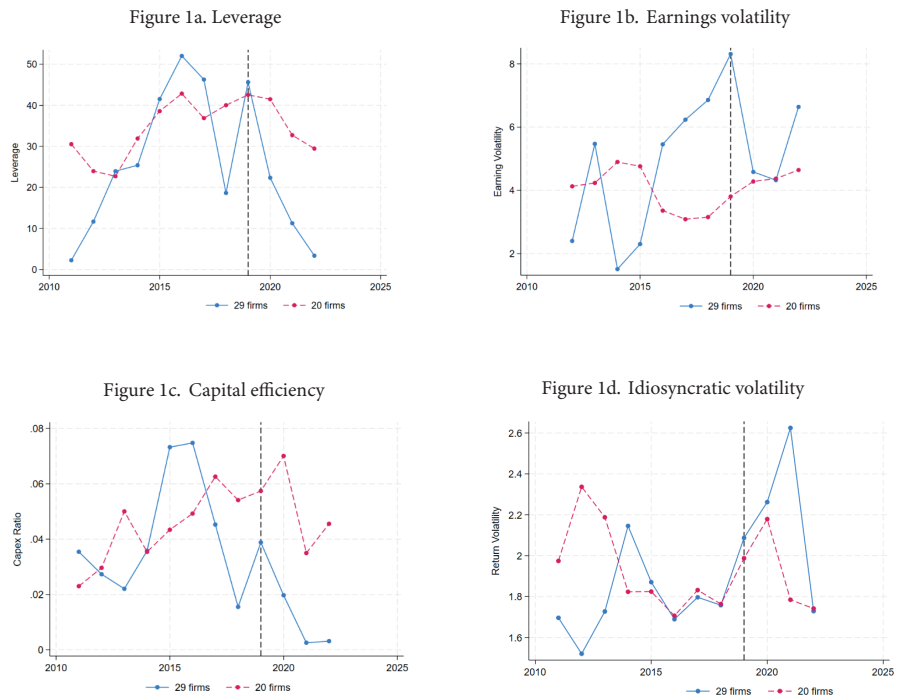 Figure 1a. Leverage
Leverage
50
40
30
20
10
0
2010
2015
2020
2025
29 firms
20 firms
Figure 1b. Earnings volatility
Earning Volatility
8
6
4
2
2010
2015
2020
2025
29 firms
20 firms
Figure 1c. Capital efficiency
Capex Ratio
.08
.06
.04
.02
0
2010
2015
2020
2025
29 firms
20 firms
Figure 1d. Idiosyncratic volatility
Return Volatility
2.6
2.4
2.2
2
1.8
1.6
2010
2015
2020
2025
29 firms
20 firms